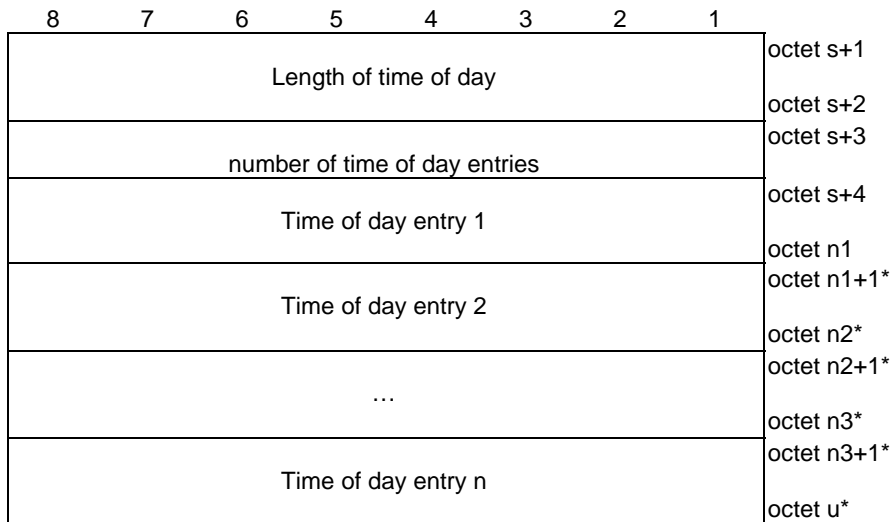 8 7 6 5 4 3 2 1
Length of time of day
octet s+1
octet s+2
number of time of day entries
octet s+3
Time of day entry 1
octet s+4
octet n1
Time of day entry 2
octet n1+1*
octet n2*
…
octet n2+1*
octet n3*
Time of day entry n
octet n3+1*
octet u*